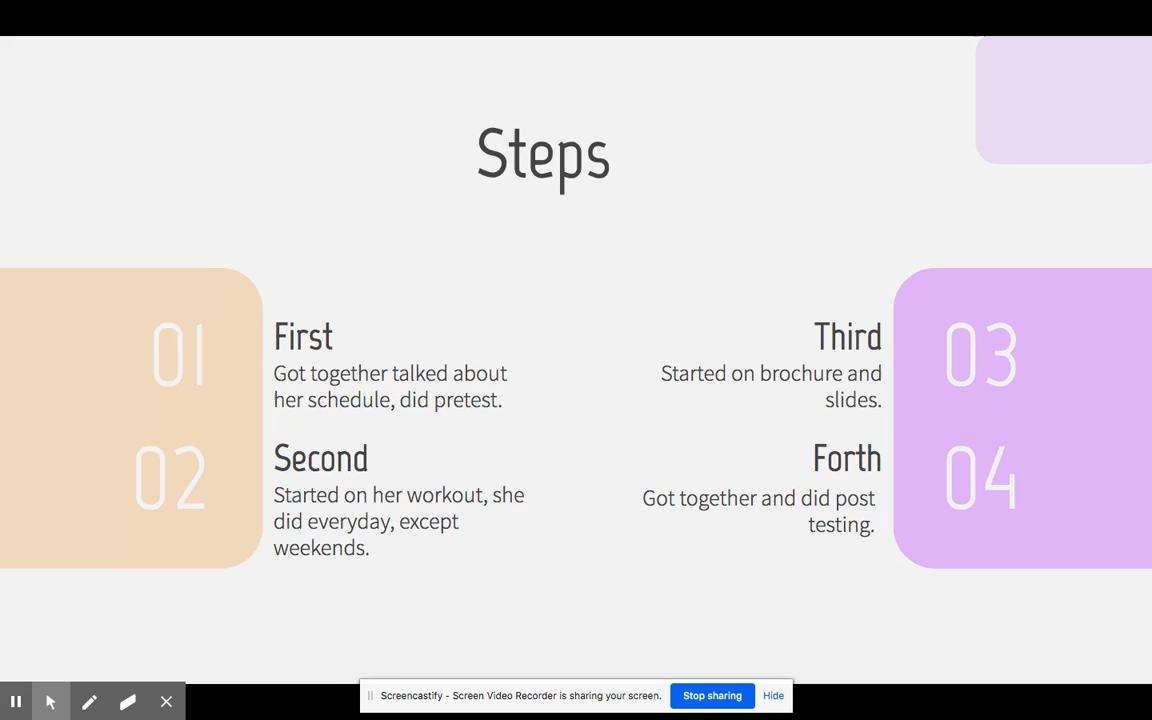 Steps
01
First
Got together talked about
her schedule, did pretest.
02
Second
Started on her workout, she
did everyday, except
weekends.
03
Third
Started on brochure and
slides.
04
Forth
Got together and did post
testing.
Screencastify - Screen Video Recorder is sharing your screen.
Stop sharing
Hide